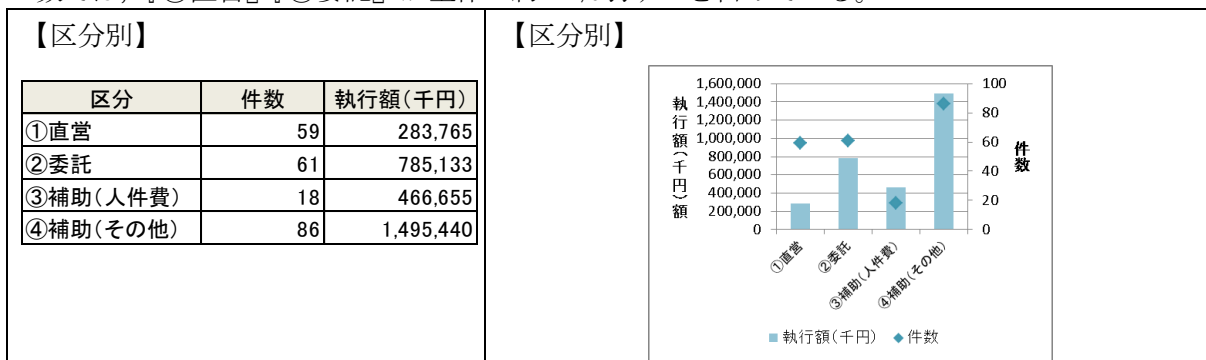 【区分別】
区分 件数 執行額(千円)
①直営 59 283,765
②委託 61 785,133
③補助(人件費) 18 466,655
④補助(その他) 86 1,495,440
【区分別】
執行額(千円)額
1,600,000
1,400,000
1,200,000
1,000,000
800,000
600,000
400,000
200,000
0
100
80
60
40
20
0
件数
①直営
②委託
③補助(人件費)
④補助(その他)
執行額(千円) 件数